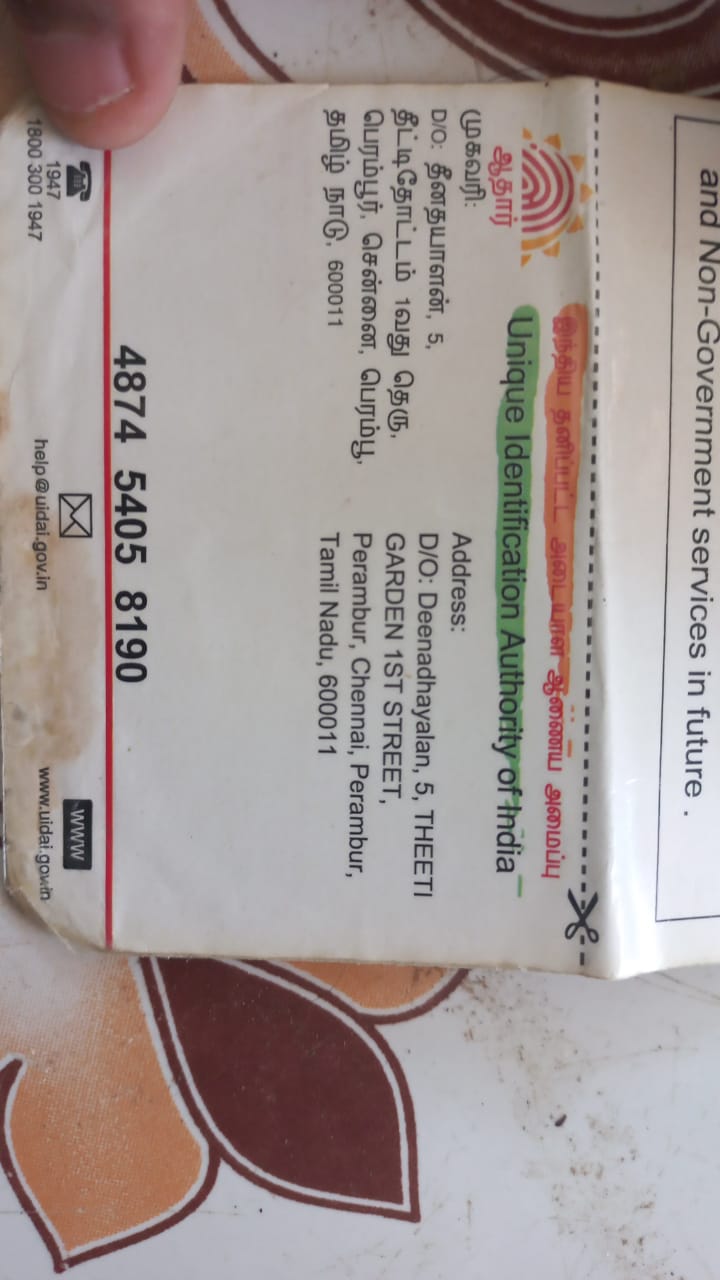 and Non-Government services in future .
இந்திய தனிப்பட்ட அடையாள ஆணைய அமைப்பு
Unique Identification Authority of India
ஆதார்
முகவரி:
D/O: தீனதயாளன், 5,
தீட்டிதோட்டம் 1வது தெரு,
பெரம்பூர், சென்னை, பெரம்பூ,
தமிழ் நாடு, 600011
Address:
D/O: Deenadhayalan, 5, THEETI
GARDEN 1ST STREET,
Perambur, Chennai, Perambur,
Tamil Nadu, 600011
4874 5405 8190
1947
1800 300 1947
help@uidai.gov.in
www
www.uidai.gov.in